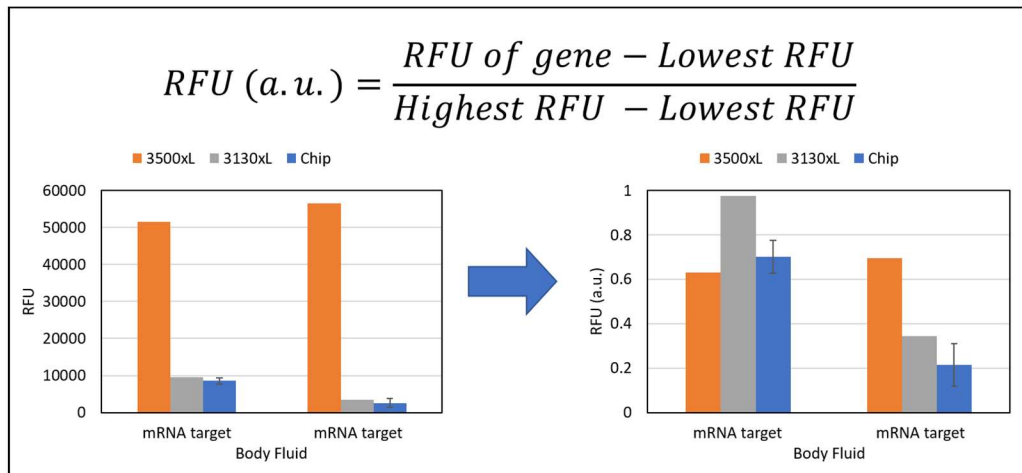 RFU (a.u.) = (RFU of gene − Lowest RFU) / (Highest RFU − Lowest RFU)
3500xL 3130xL Chip
60000
50000
40000
30000
20000
10000
0
RFU
mRNA target mRNA target
Body Fluid
3500xL 3130xL Chip
1
0.8
0.6
0.4
0.2
0
RFU (a.u.)
mRNA target mRNA target
Body Fluid